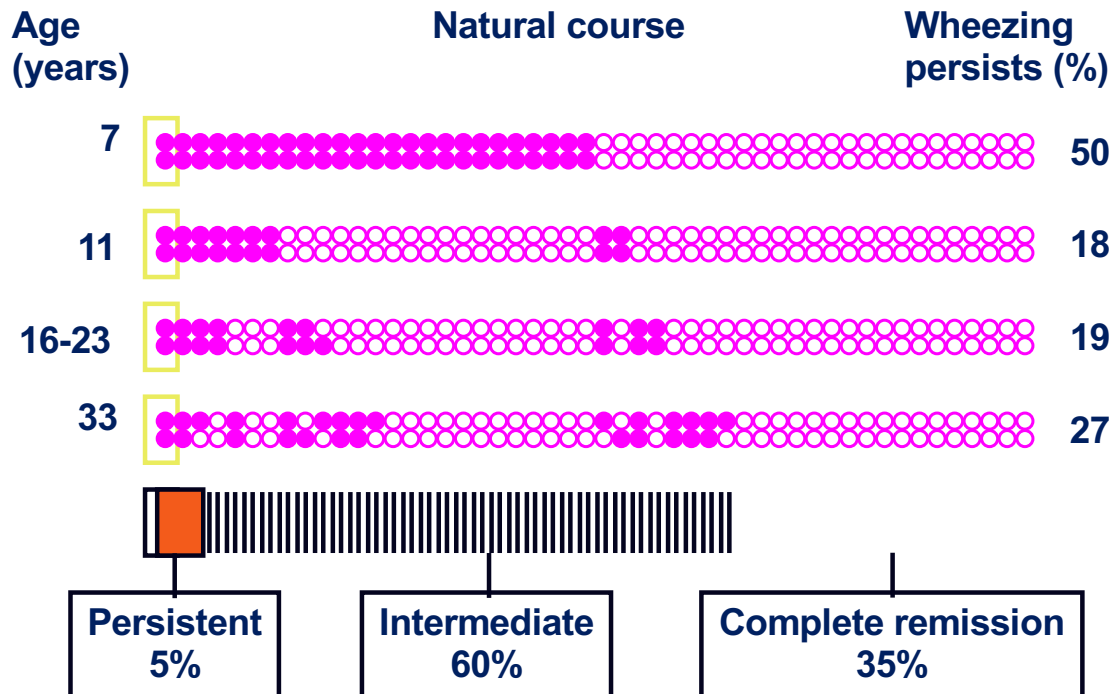 Age
(years)
Natural course
Wheezing
persists (%)
7
50
11
18
16-23
19
33
27
Persistent
5%
Intermediate
60%
Complete remission
35%